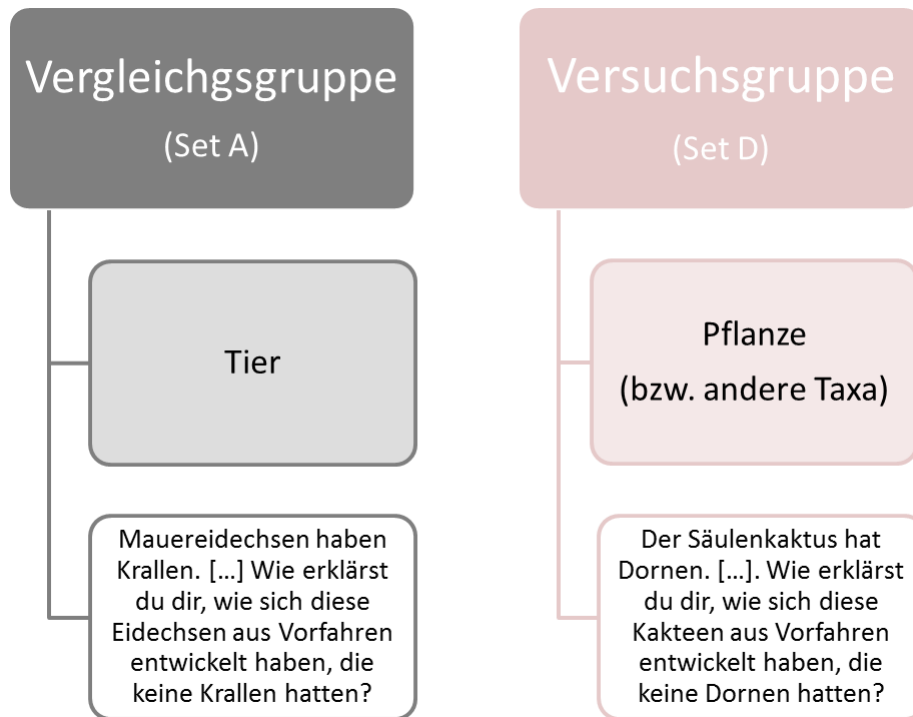 Vergleichgsgruppe
(Set A)
Tier
Mauereidechsen haben
Krallen. [...] Wie erklärst
du dir, wie sich diese
Eidechsen aus Vorfahren
entwickelt haben, die
keine Krallen hatten?
Versuchsgruppe
(Set D)
Pflanze
(bzw. andere Taxa)
Der Säulenkaktus hat
Dornen. [...]. Wie erklärst
du dir, wie sich diese
Kakteen aus Vorfahren
entwickelt haben, die
keine Dornen hatten?